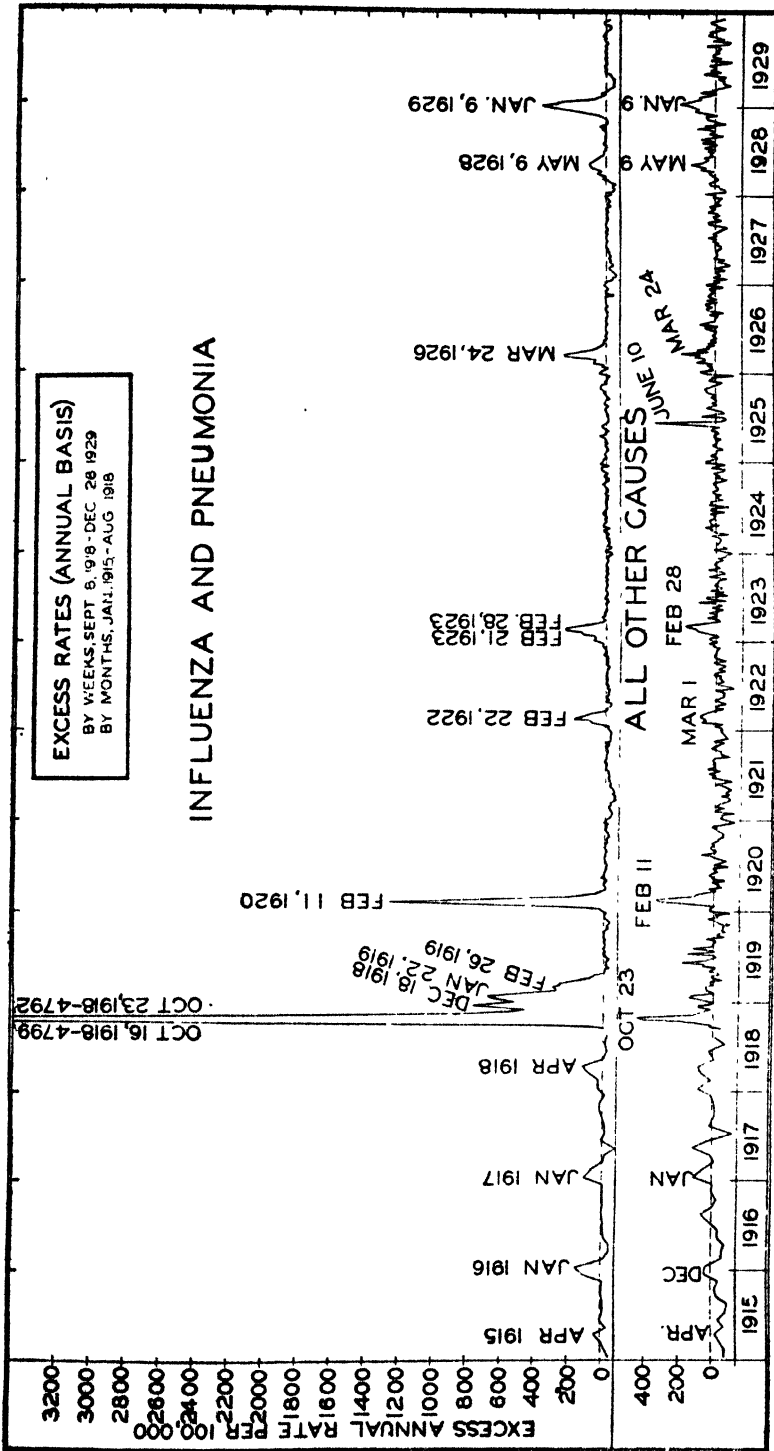 EXCESS RATES (ANNUAL BASIS)
BY WEEKS, SEPT 8, 1918 - DEC 28 1929
BY MONTHS, JAN. 1915, - AUG 1918
INFLUENZA AND PNEUMONIA
EXCESS ANNUAL RATE PER 100,000
3200
2800
2400
2000
1600
1200
800
400
0
3000
2600
2200
1800
1400
1000
600
200
APR 1915
JAN 1916
JAN 1917
APR 1918
OCT 16, 1918-4799
OCT 23, 1918-4792
DEC 18, 1918
JAN 22, 1919
FEB 26, 1919
FEB 11, 1920
FEB 22, 1922
FEB 21, 1923
FEB. 28, 1923
MAR 24, 1926
MAY 9, 1928
JAN. 9, 1929
ALL OTHER CAUSES
400
200
0
APR.
DEC
JAN
OCT 23
FEB 11
MAR 1
FEB 28
JUNE 10
MAR 24
MAY 9
JAN. 9
1915
1916
1917
1918
1919
1920
1921
1922
1923
1924
1925
1926
1927
1928
1929